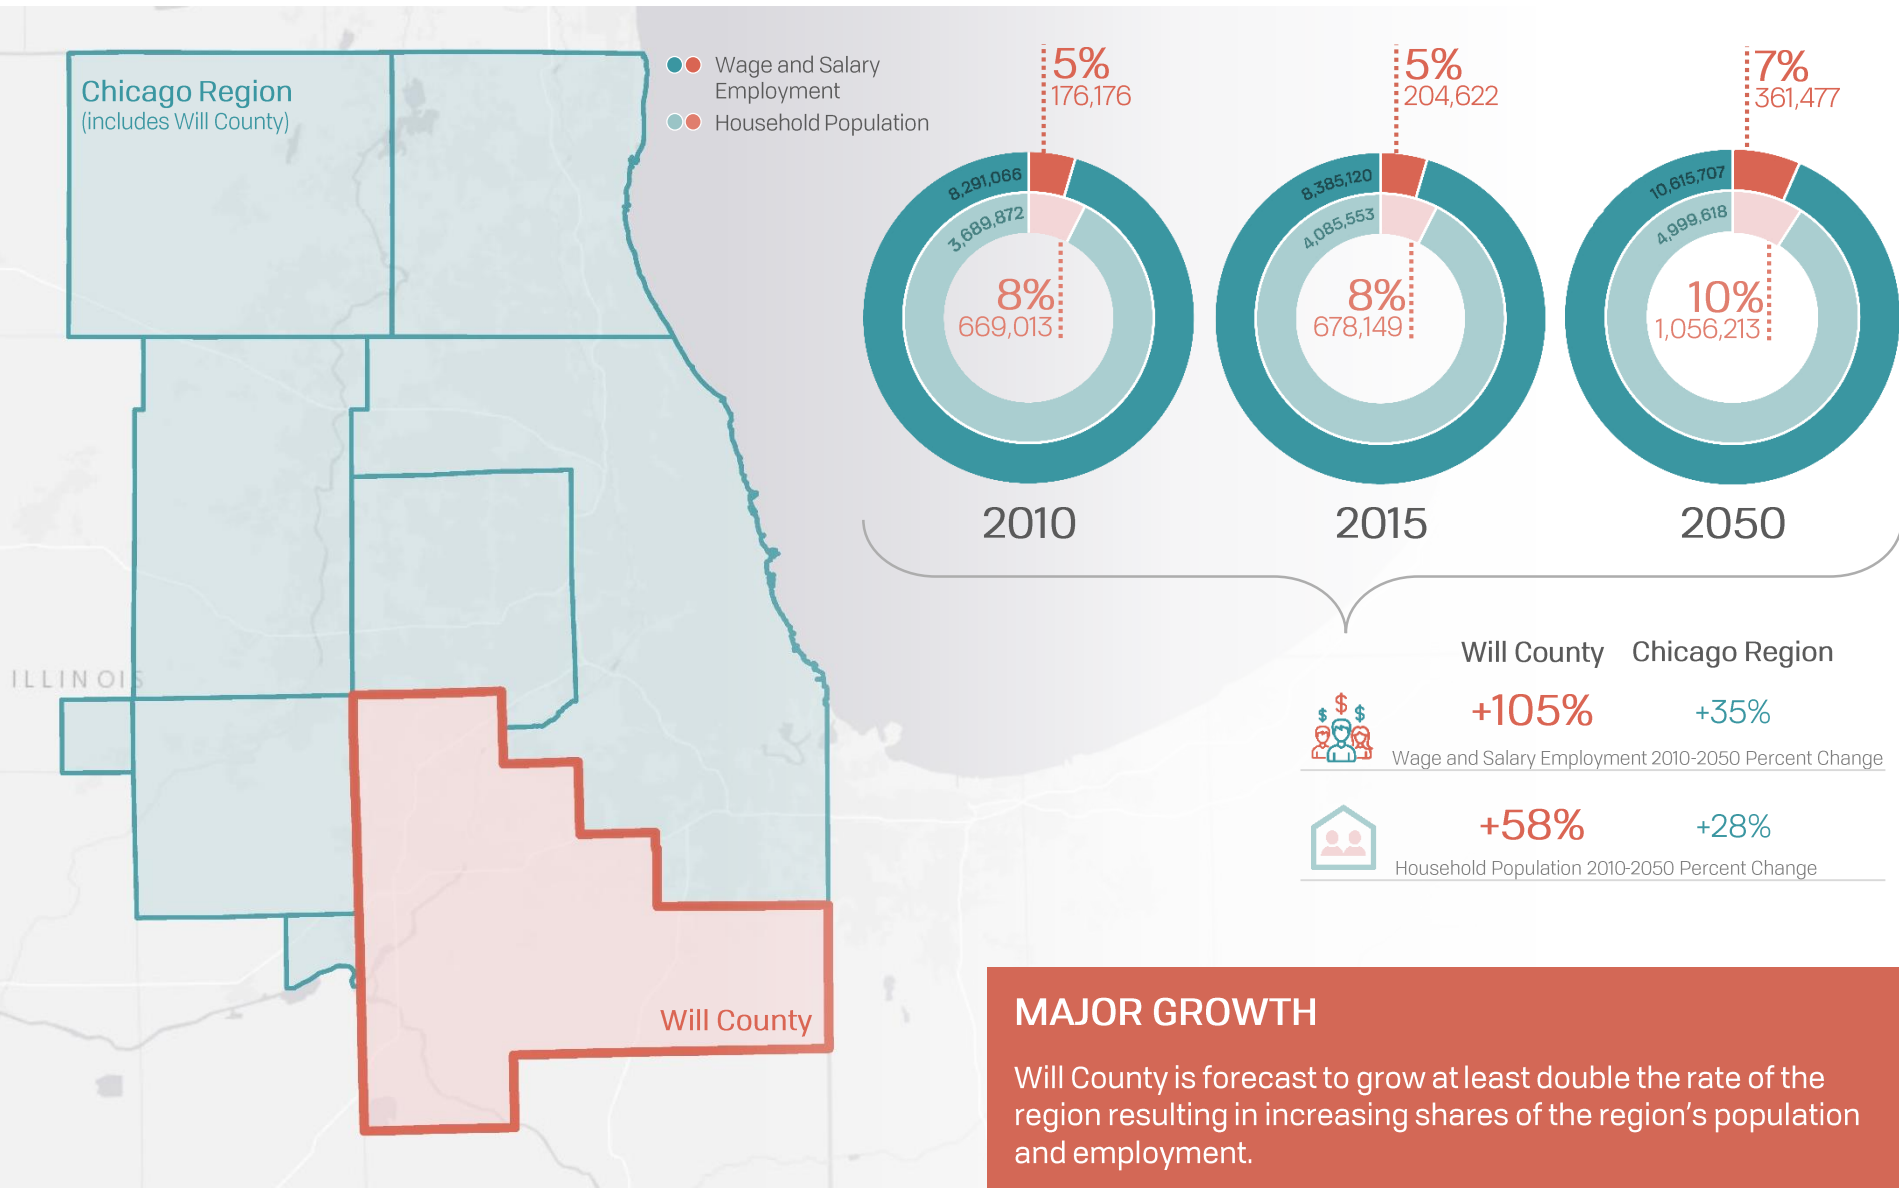 Chicago Region
(includes Will County)
ILLINOIS
Will County
Wage and Salary
Employment
Household Population
5%
176,176
8,291,066
3,689,872
8%
669,013
2010
5%
204,622
8,385,120
4,085,553
8%
678,149
2015
7%
361,477
10,615,707
4,999,618
10%
1,056,213
2050
Will County Chicago Region
$ $ $
+105% +35%
Wage and Salary Employment 2010-2050 Percent Change
+58% +28%
Household Population 2010-2050 Percent Change
MAJOR GROWTH
Will County is forecast to grow at least double the rate of the
region resulting in increasing shares of the region's population
and employment.